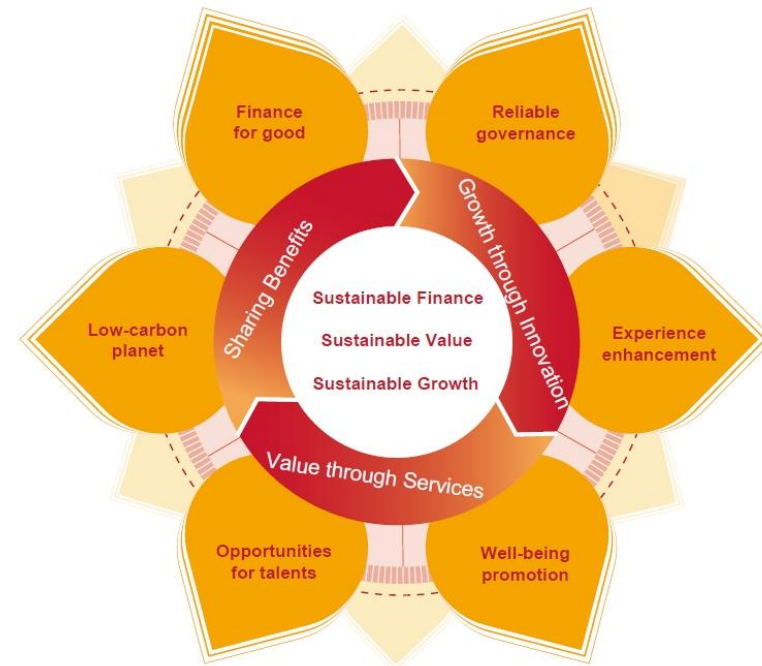 Finance
for good
Reliable
governance
Sharing Benefits
Growth through Innovation
Sustainable Finance
Sustainable Value
Sustainable Growth
Low-carbon
planet
Experience
enhancement
Value through Services
Opportunities
for talents
Well-being
promotion